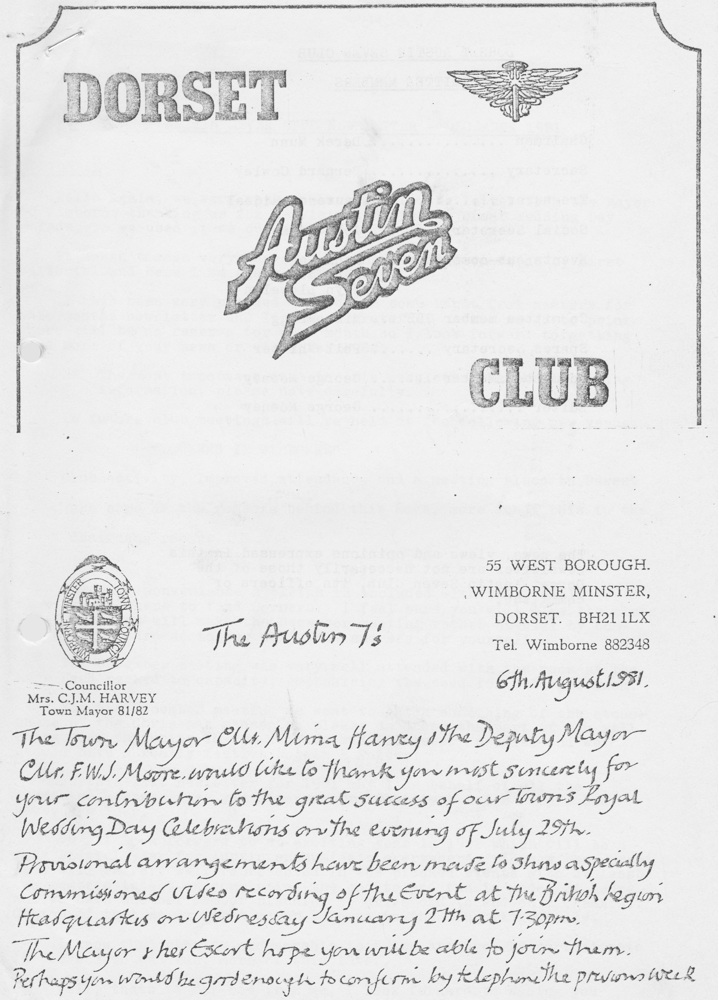 DORSET
Austin
Seven
CLUB
WIMBORNE MINSTER TOWN COUNCIL
55 WEST BOROUGH.
WIMBORNE MINSTER,
DORSET. BH21 1LX
Tel. Wimborne 882348
The Austin 7's
6th. August 1981.
Councillor
Mrs. C.J.M. HARVEY
Town Mayor 81/82
The Town Mayor Cllr. Mima Harvey & the Deputy Mayor
Cllr. F.W.J. Moore. would like to thank you most sincerely for
your contribution to the great success of our Town's Royal
Wedding Day Celebrations on the evening of July 29th.
Provisional arrangements have been made to show a specially
Commissioned video recording of the Event at the British Legion
Headquarters on Wednesday January 27th at 7.30pm.
The Mayor & her Escort hope you will be able to join them.
Perhaps you would be good enough to confirm by telephone the previous week